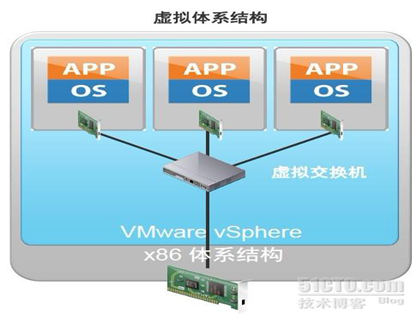 虚拟体系结构
APP
OS
APP
OS
APP
OS
虚拟交换机
VMware vSphere
x86 体系结构
51CTO.com
技术博客 Blog